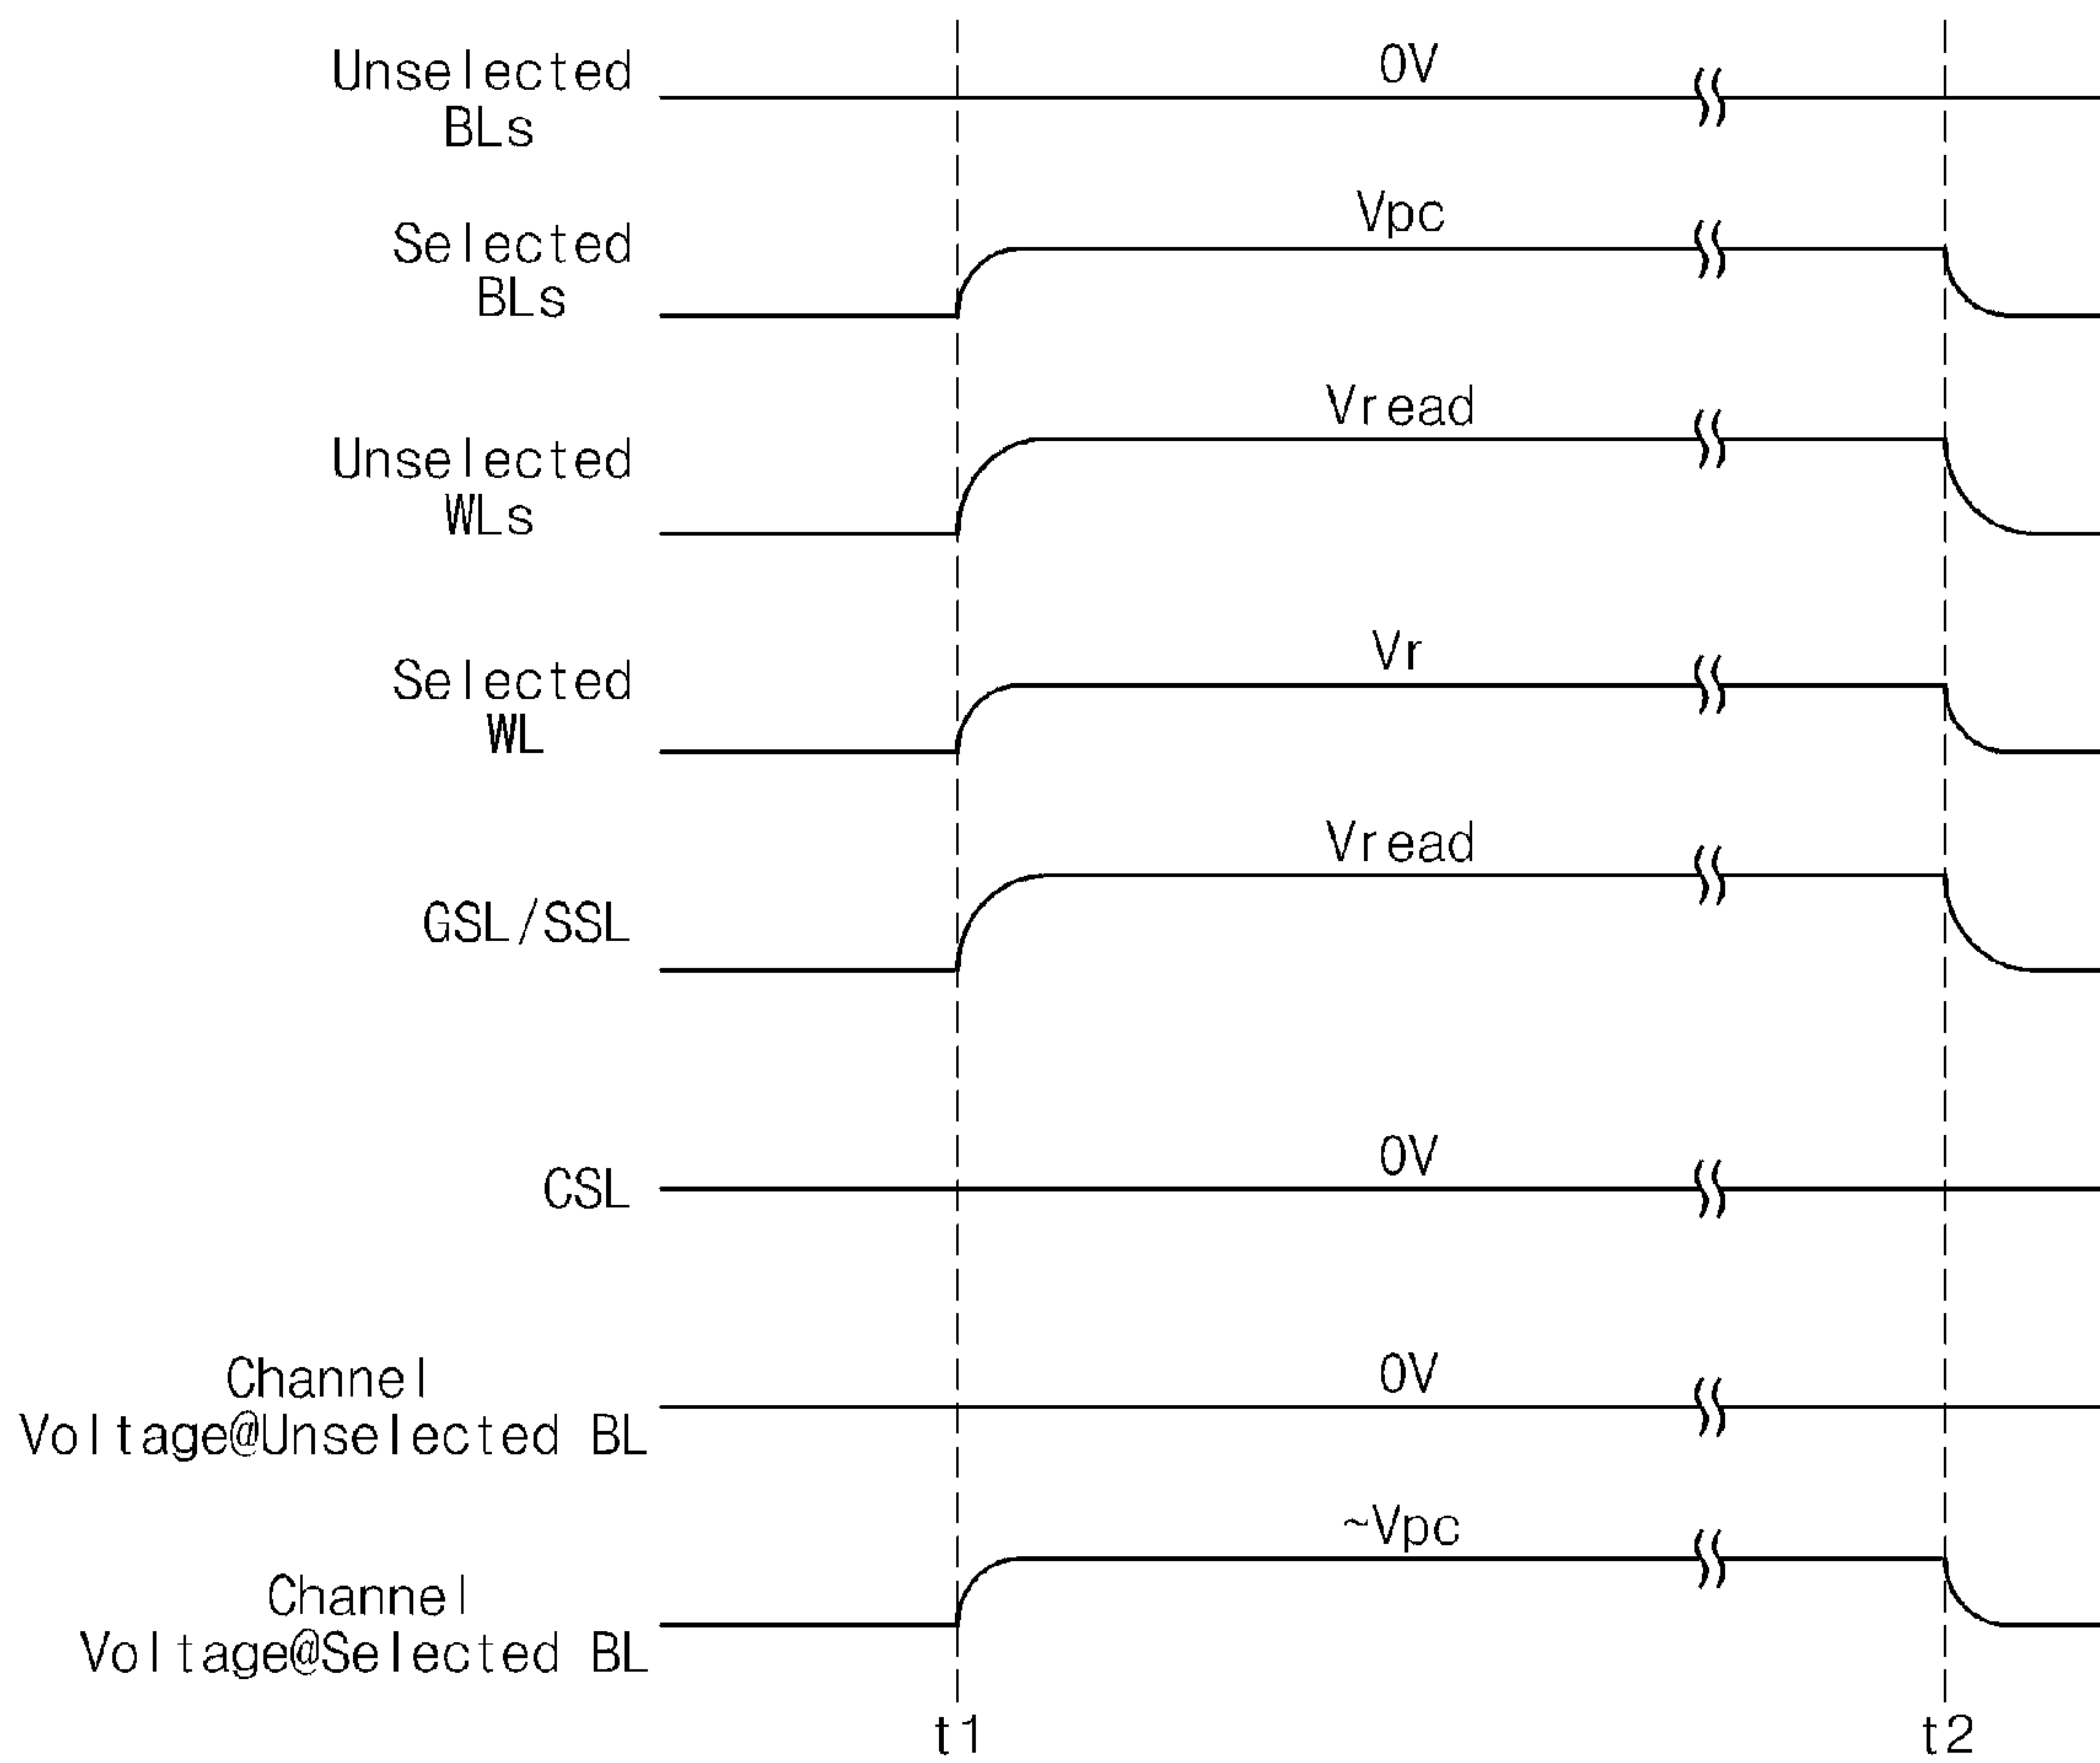 Unselected
BLs
0V
Selected
BLs
Vpc
Unselected
WLs
Vread
Selected
WL
Vr
GSL/SSL
Vread
CSL
0V
Channel
Voltage@Unselected BL
0V
Channel
Voltage@Selected BL
~Vpc
t1
t2